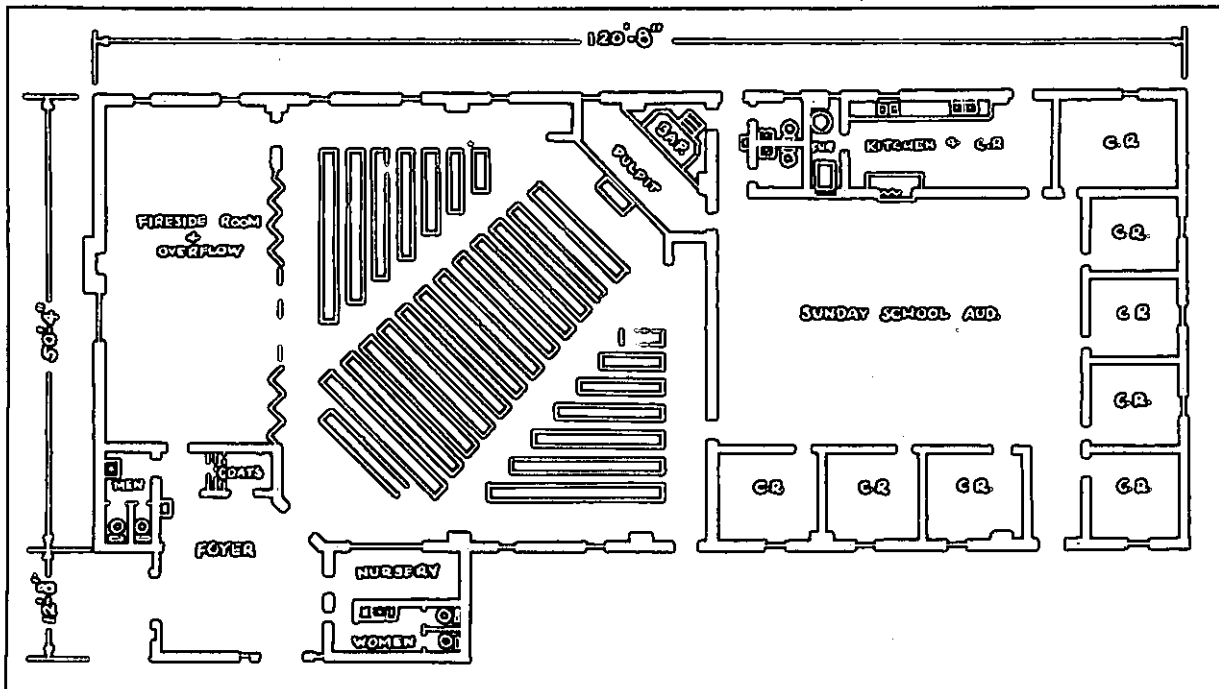 120'-8"
BAP.
PULPIT
FUR
KITCHEN & C.R
C.R
FIRESIDE ROOM
+
OVERFLOW
C.R.
50'4"
SUNDAY SCHOOL AUD.
C R
C.R.
COATS
MEN
C.R
C.R.
C.R.
C.R.
FOYER
NURSERY
12'8"
WOMEN